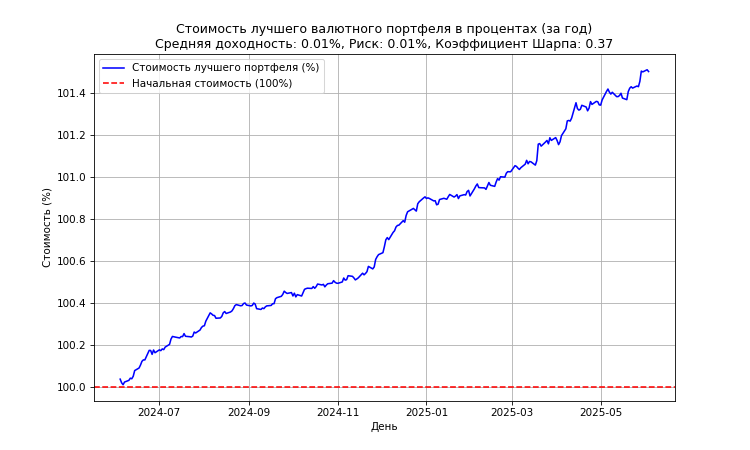 Стоимость лучшего валютного портфеля в процентах (за год)
Средняя доходность: 0.01%, Риск: 0.01%, Коэффициент Шарпа: 0.37
Стоимость лучшего портфеля (%)
Начальная стоимость (100%)
Стоимость (%)
101.4
101.2
101.0
100.8
100.6
100.4
100.2
100.0
2024-07
2024-09
2024-11
2025-01
2025-03
2025-05
День